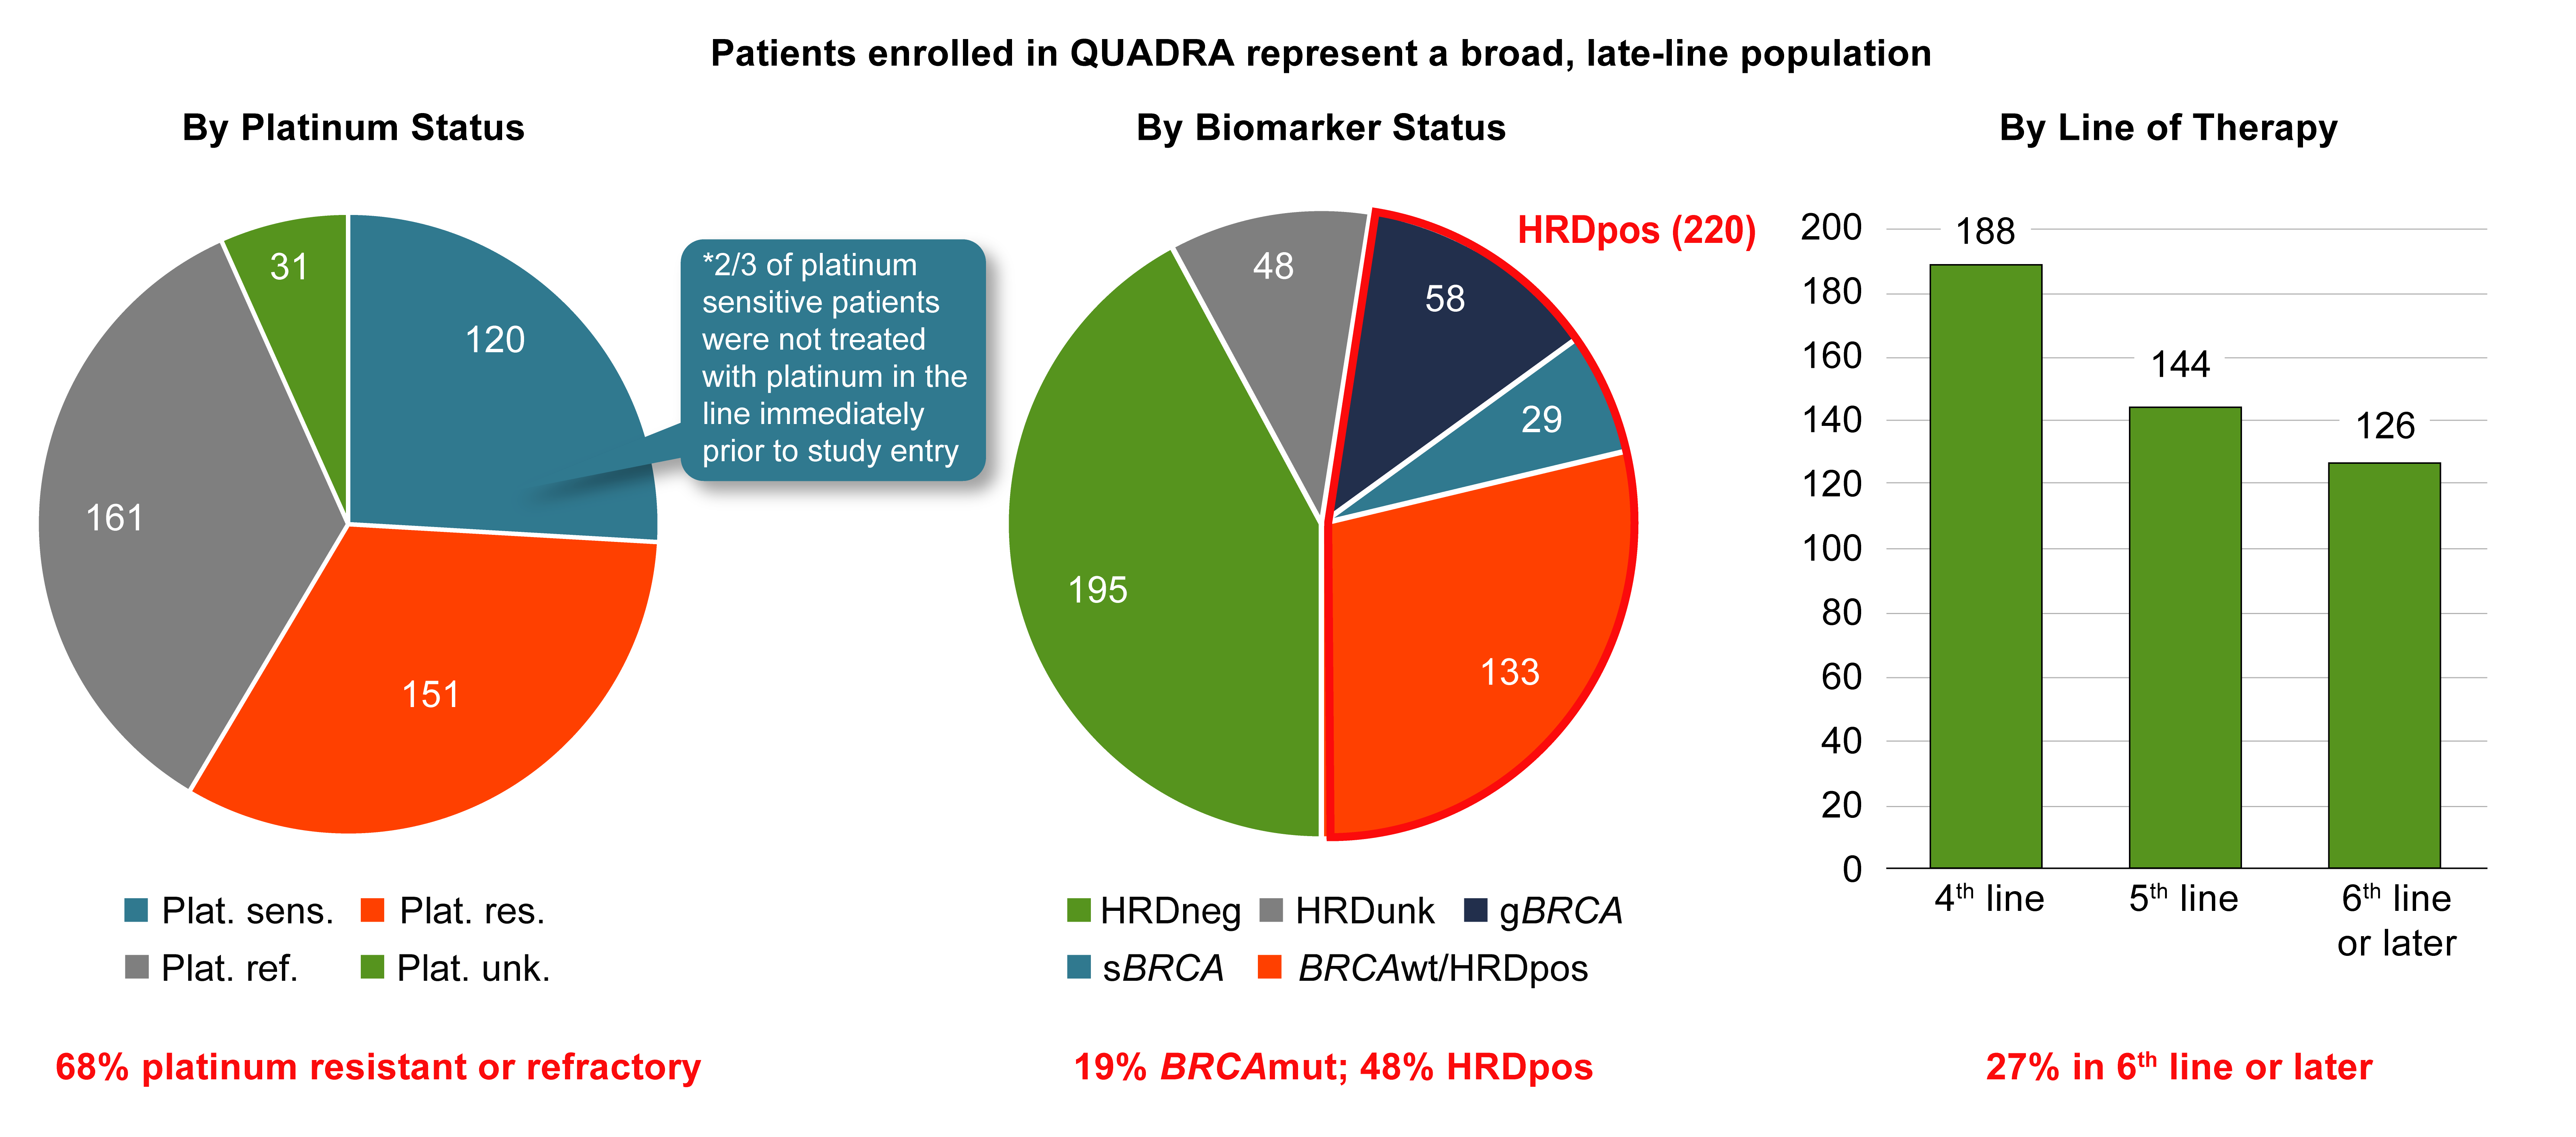 Patients enrolled in QUADRA represent a broad, late-line population
By Platinum Status
31
120
161
151
*2/3 of platinum
sensitive patients
were not treated
with platinum in the
line immediately
prior to study entry
Plat. sens.
Plat. res.
Plat. ref.
Plat. unk.
68% platinum resistant or refractory
By Biomarker Status
HRDpos (220)
48
58
29
195
133
HRDneg
HRDunk
gBRCA
sBRCA
BRCAwt/HRDpos
19% BRCAmut; 48% HRDpos
By Line of Therapy
200
180
160
140
120
100
80
60
40
20
0
188
144
126
4th line
5th line
6th line
or later
27% in 6th line or later